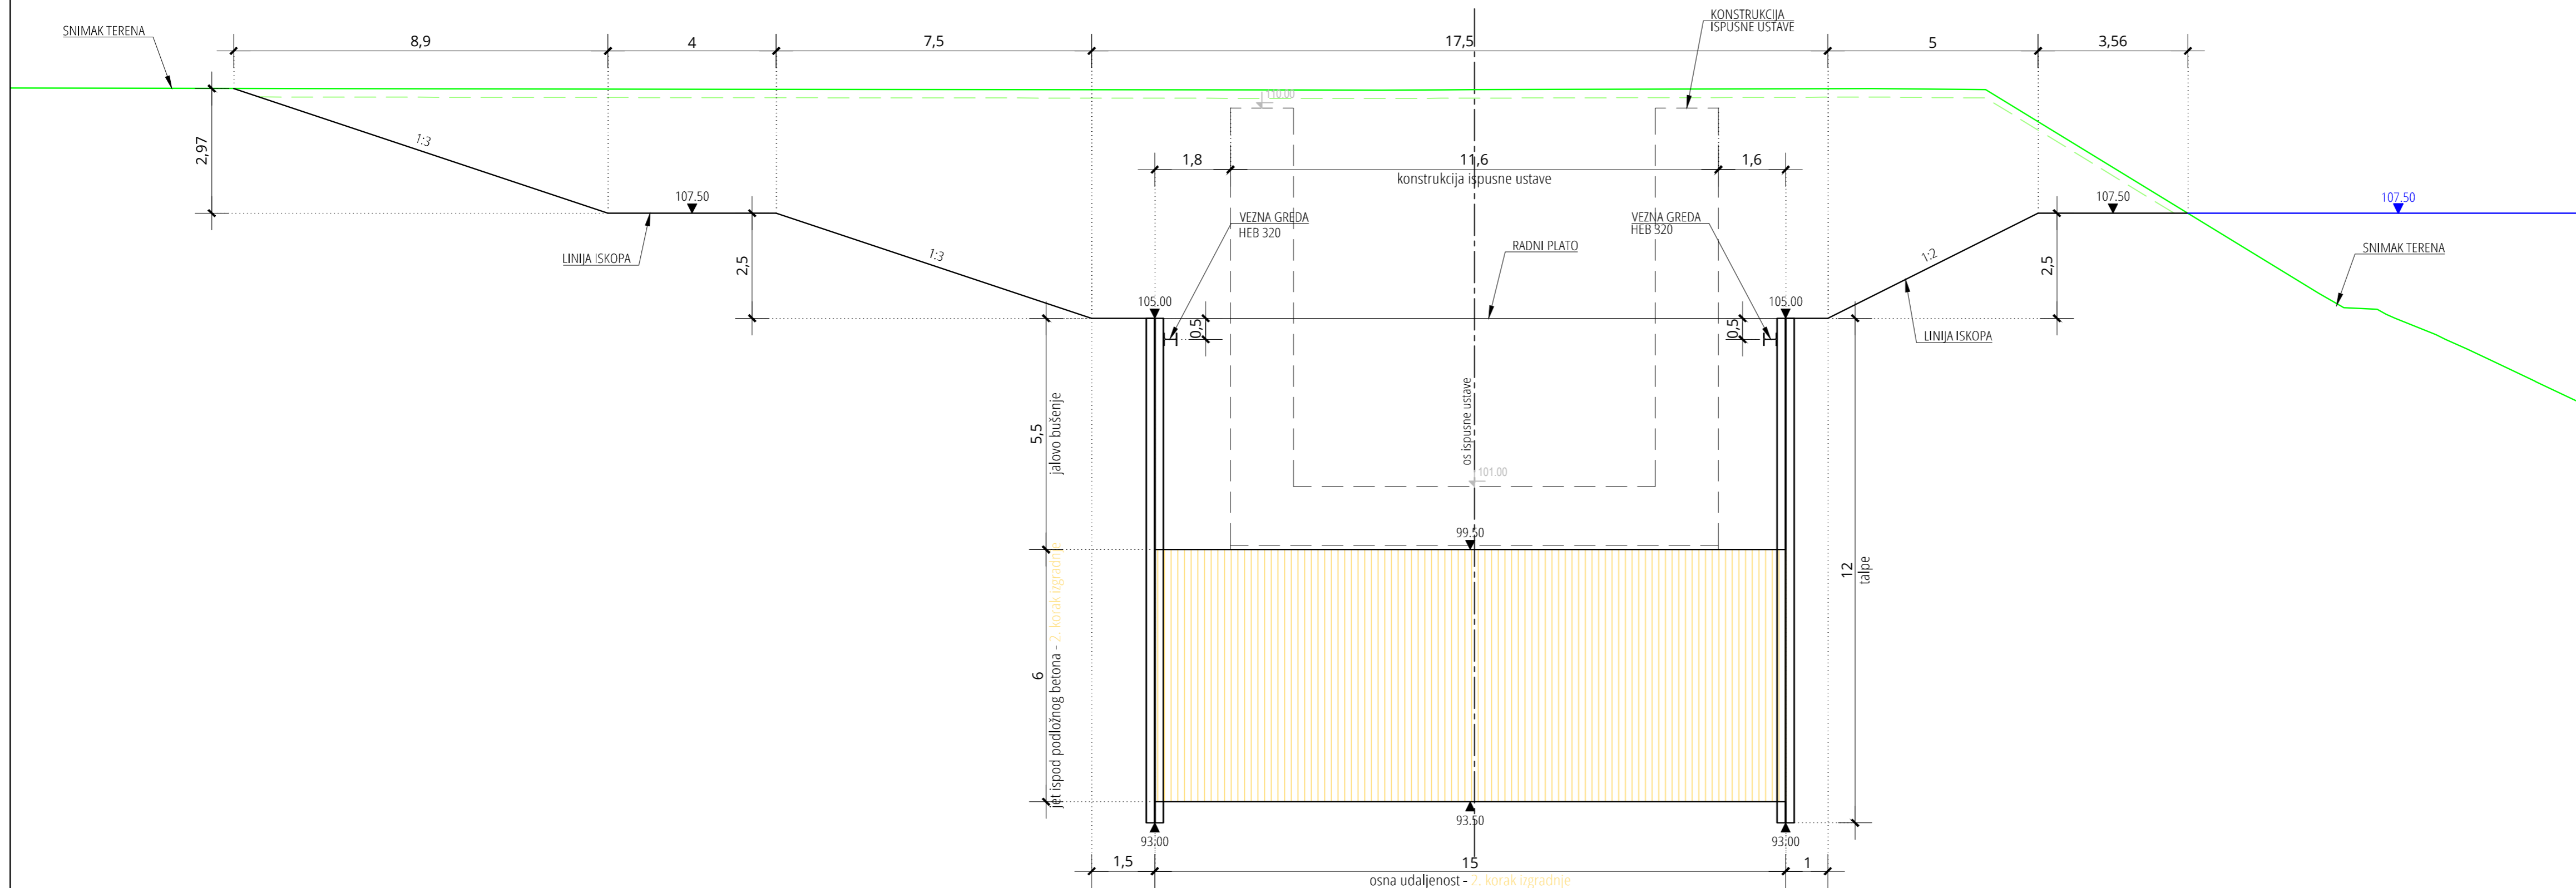 KONSTRUKCIJA
ISPUSNE USTAVE
SNIMAK TERENA
8,9
4
7,5
17,5
5
3,56
110.00
2,97
1:3
1,8
11,6
1,6
konstrukcija ispusne ustave
107.50
107.50
107.50
VEZNA GREDA
HEB 320
VEZNA GREDA
HEB 320
RADNI PLATO
LINIJA ISKOPA
2,5
1:3
1:2
2,5
SNIMAK TERENA
105.00
105.00
0,5
0,5
LINIJA ISKOPA
5,5
jalovo bušenje
os ispusne ustave
101.00
99.50
6
jet ispod podložnog betona - 2. korak izgradnje
12
talpe
93.50
93.00
93.00
1,5
15
1
osna udaljenost - 2. korak izgradnje